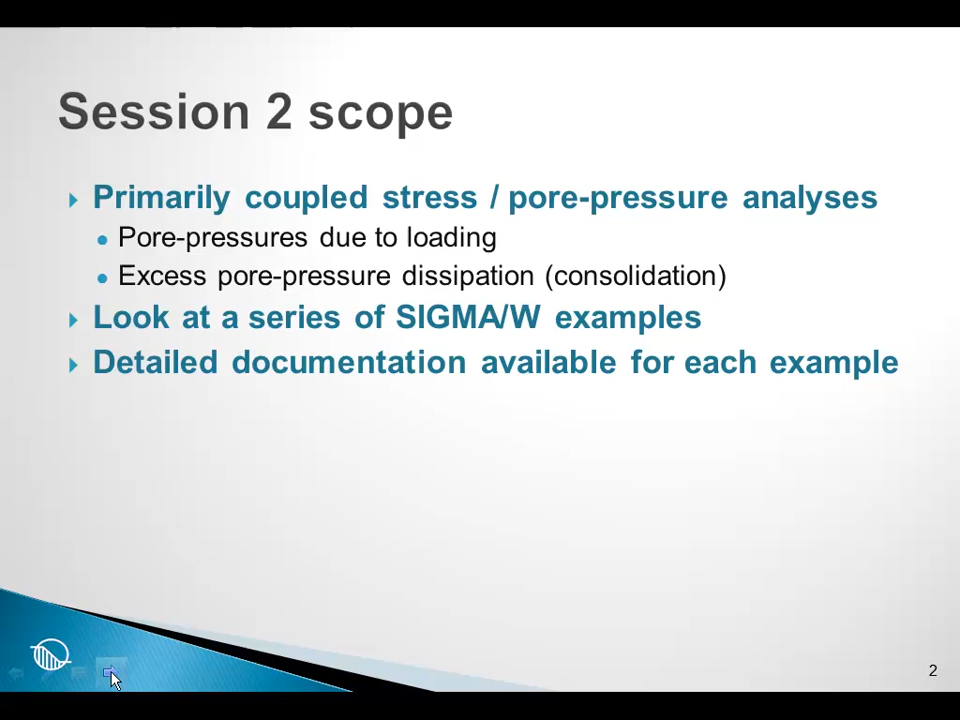 Session 2 scope
Primarily coupled stress / pore-pressure analyses
Pore-pressures due to loading
Excess pore-pressure dissipation (consolidation)
Look at a series of SIGMA/W examples
Detailed documentation available for each example
2